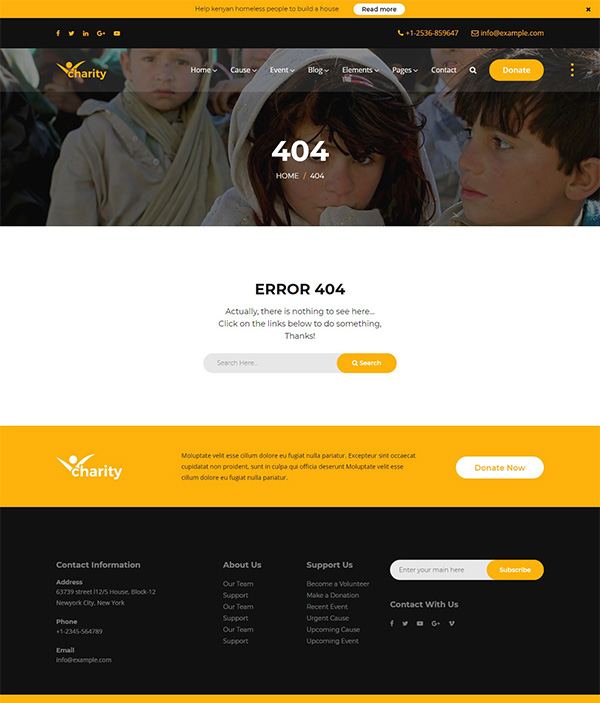 Help kenyan homeless people to build a house Read more
+1-2536-859647 info@example.com
charity Home Cause Event Blog Elements Pages Contact Donate
404
HOME / 404
ERROR 404
Actually, there is nothing to see here...
Click on the links below to do something,
Thanks!
Search Here.. Search
charity
Moluptate velit esse cillum dolore eu fugiat nulla pariatur. Excepteur sint occaecat
cupidatat non proident, sunt in culpa qui officia deserunt Moluptate velit esse
cillum dolore eu fugiat nulla pariatur.
Donate Now
Contact Information
Address
63739 street l12/S House, Block-12
Newyork City, New York
Phone
+1-2345-564789
Email
info@example.com
About Us
Our Team
Support
Our Team
Support
Our Team
Support
Support Us
Become a Volunteer
Make a Donation
Recent Event
Urgent Cause
Upcoming Cause
Upcoming Event
Enter your main here Subscribe
Contact With Us